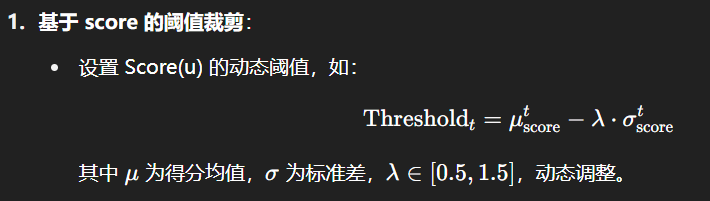 1. 基于 score 的阈值裁剪：
• 设置 Score(u) 的动态阈值，如：
Threshold_t = μ^t_score − λ · σ^t_score
其中 μ 为得分均值，σ 为标准差，λ ∈ [0.5, 1.5]，动态调整。